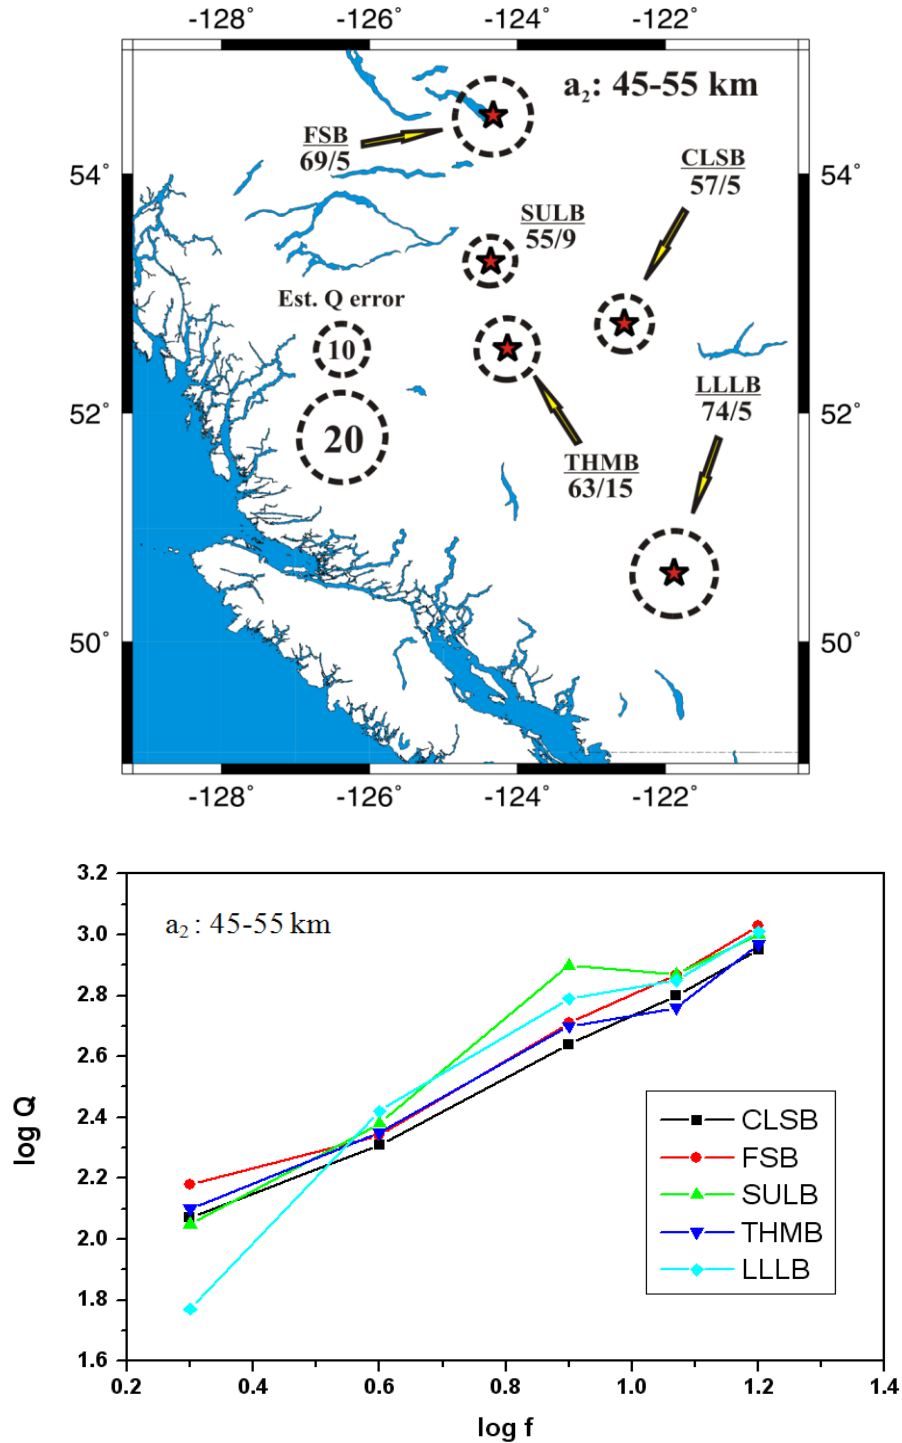 -128 -126 -124 -122
a2: 45-55 km
FSB
69/5
54° 54°
CLSB
57/5
SULB
55/9
Est. Q error
10
LLLB
74/5
52° 52°
20
THMB
63/15
50° 50°
-128 -126 -124 -122
3.2
a2 : 45-55 km
3.0
2.8
2.6
2.4
2.2
2.0
1.8
1.6
log Q
CLSB
FSB
SULB
THMB
LLLB
0.2 0.4 0.6 0.8 1.0 1.2 1.4
log f